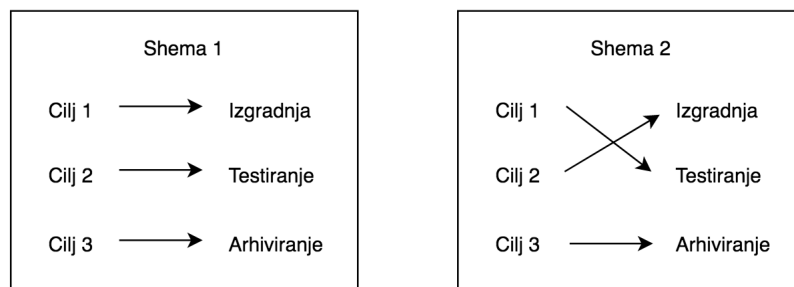 Shema 1
Cilj 1 Izgradnja
Cilj 2 Testiranje
Cilj 3 Arhiviranje
Shema 2
Cilj 1 Izgradnja
Cilj 2 Testiranje
Cilj 3 Arhiviranje